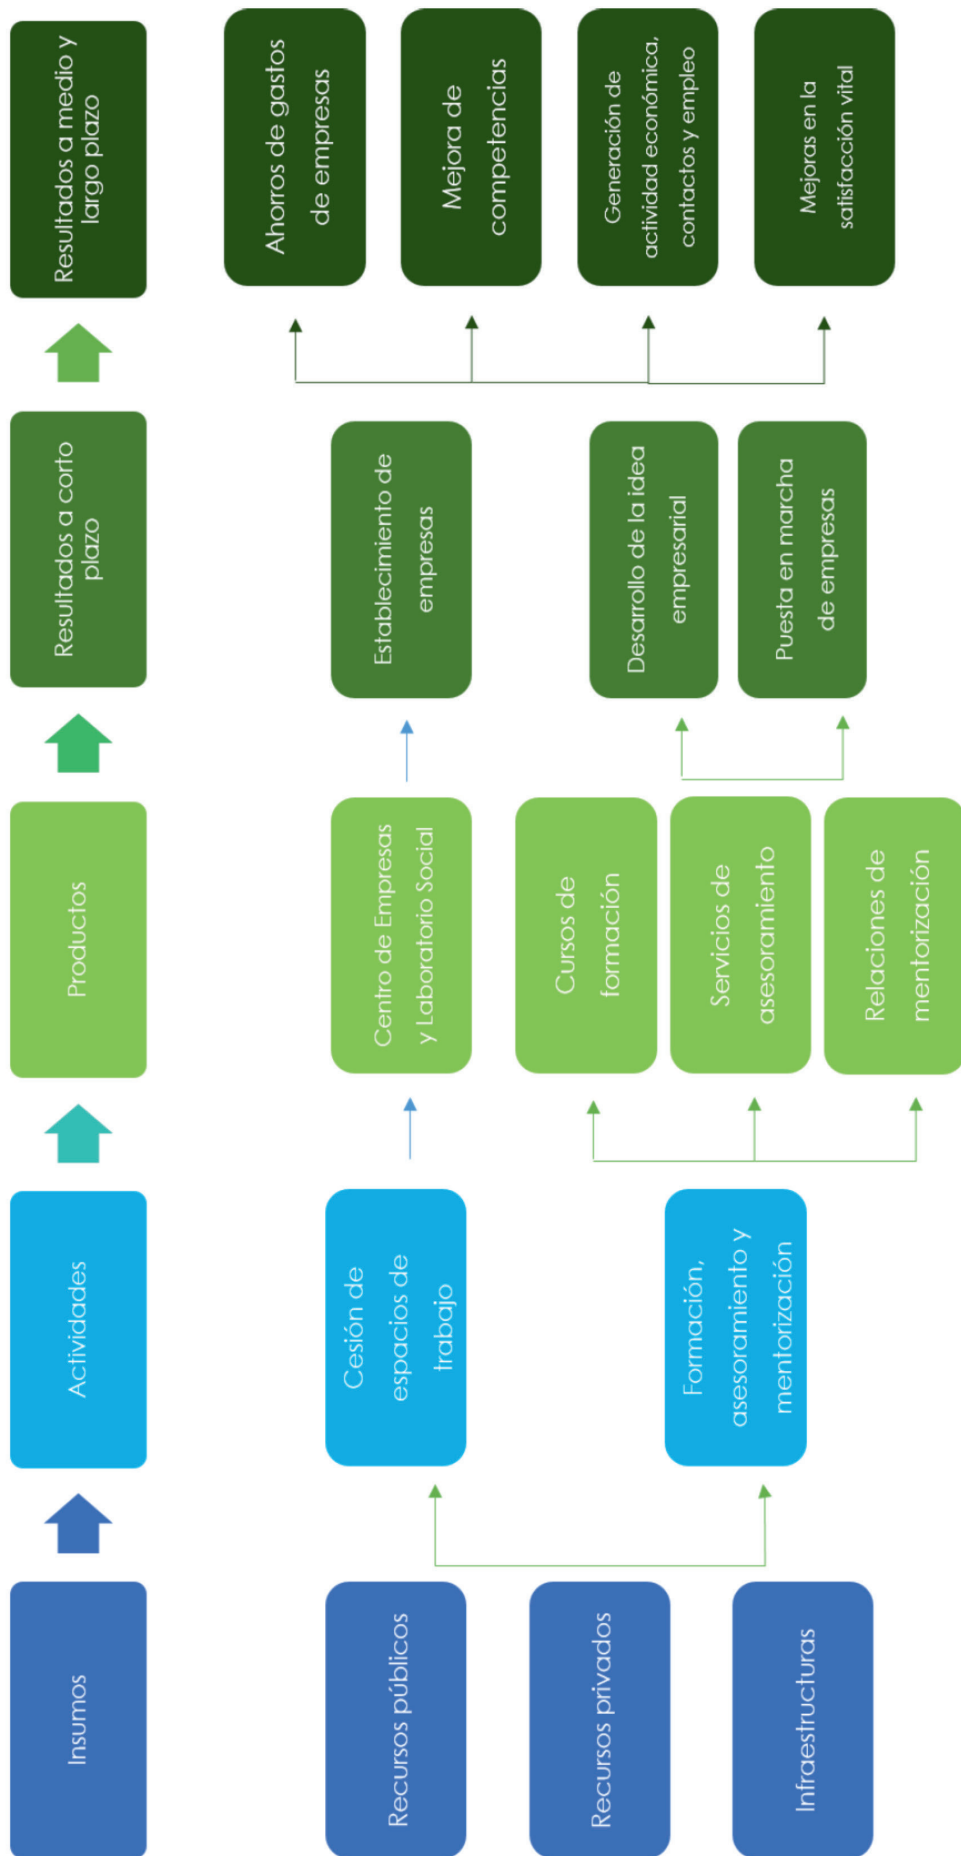 Insumos
Actividades
Productos
Resultados a corto
plazo
Resultados a medio y
largo plazo
Recursos públicos
Recursos privados
Infraestructuras
Cesión de
espacios de
trabajo
Formación,
asesoramiento y
mentorización
Centro de Empresas
y Laboratorio Social
Cursos de
formación
Servicios de
asesoramiento
Relaciones de
mentorización
Establecimiento de
empresas
Desarrollo de la idea
empresarial
Puesta en marcha
de empresas
Ahorros de gastos
de empresas
Mejora de
competencias
Generación de
actividad económica,
contactos y empleo
Mejoras en la
satisfacción vital